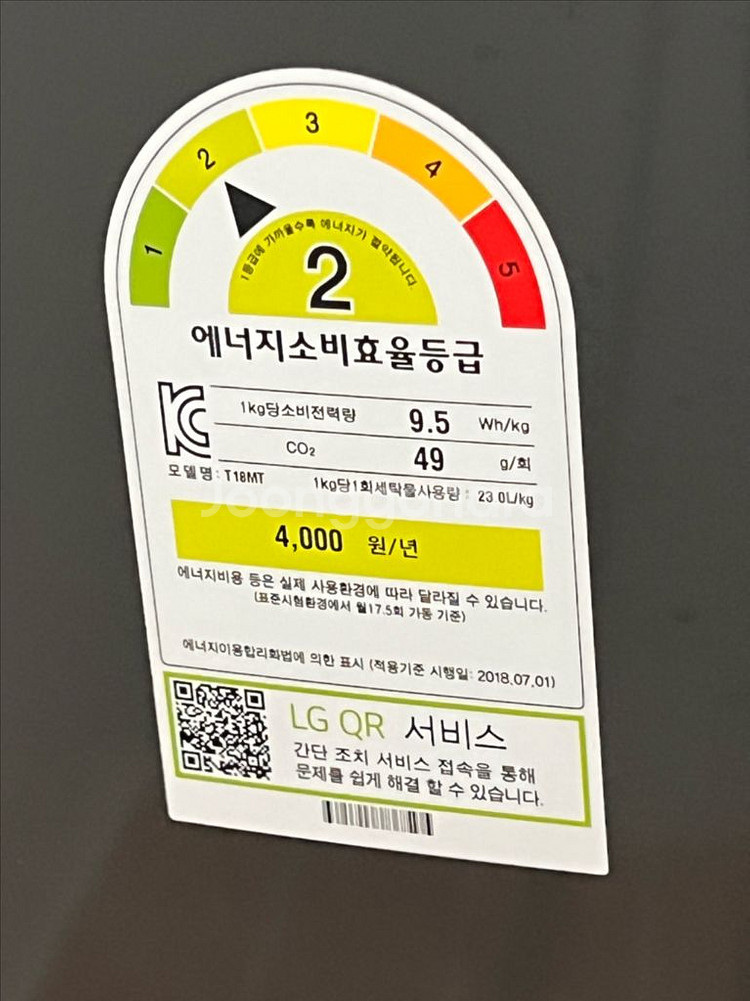 1
2
3
4
5
1등급에 가까울수록 에너지가 절약됩니다.
2
에너지소비효율등급
1kg당소비전력량 9.5 Wh/kg
CO₂ 49 g/회
모델명 : T18MT 1kg당1회세탁물사용량 : 23.0L/kg
4,000 원/년
에너지비용 등은 실제 사용환경에 따라 달라질 수 있습니다.
(표준시험환경에서 월17.5회 가동 기준)
에너지이용합리화법에 의한 표시 (적용기준 시행일: 2018.07.01)
LG QR 서비스
간단 조치 서비스 접속을 통해
문제를 쉽게 해결 할 수 있습니다.